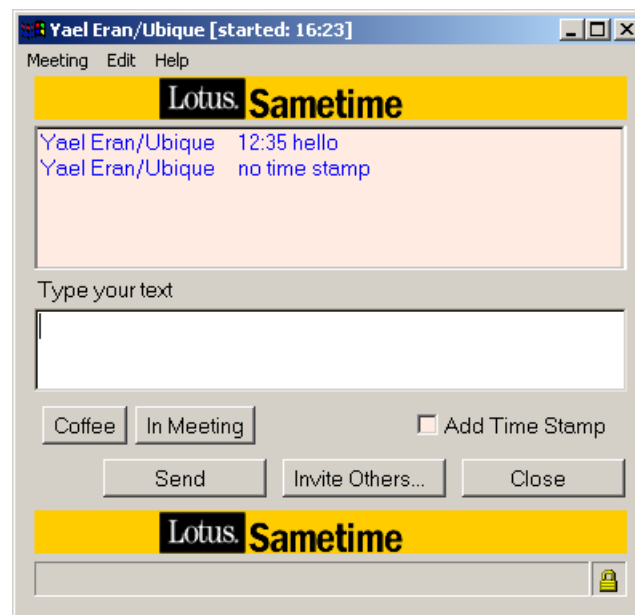 Yael Eran/Ubique [started: 16:23]
Meeting Edit Help
Lotus. Sametime
Yael Eran/Ubique 12:35 hello
Yael Eran/Ubique no time stamp
Type your text
Coffee In Meeting Add Time Stamp
Send Invite Others... Close
Lotus. Sametime